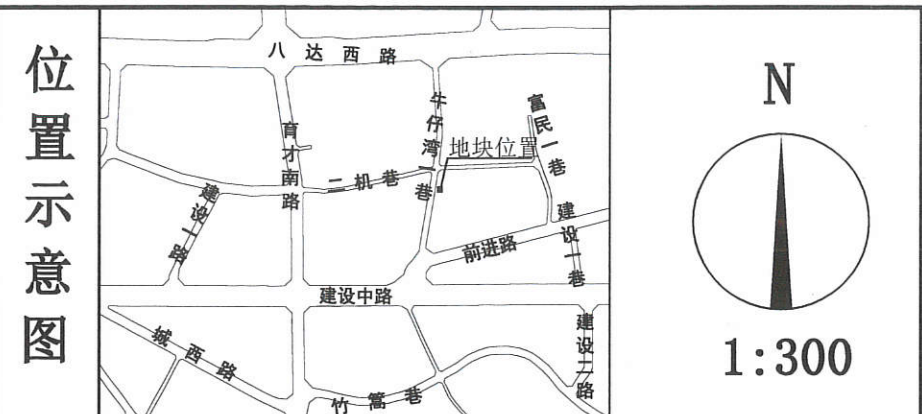 位置示意图
八达西路
牛仔湾一巷
富民一巷
育才南路
地块位置
二机巷
建设一路
建设一巷
前进路
建设中路
城西路
建设二路
竹篙巷
N
1:300